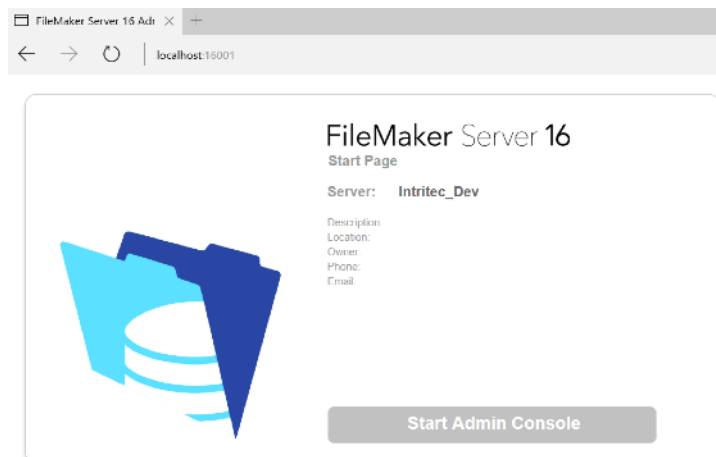 FileMaker Server 16 Adr
localhost:16001
FileMaker Server 16
Start Page
Server: Intritec_Dev
Description
Location:
Owner:
Phone:
Email
Start Admin Console